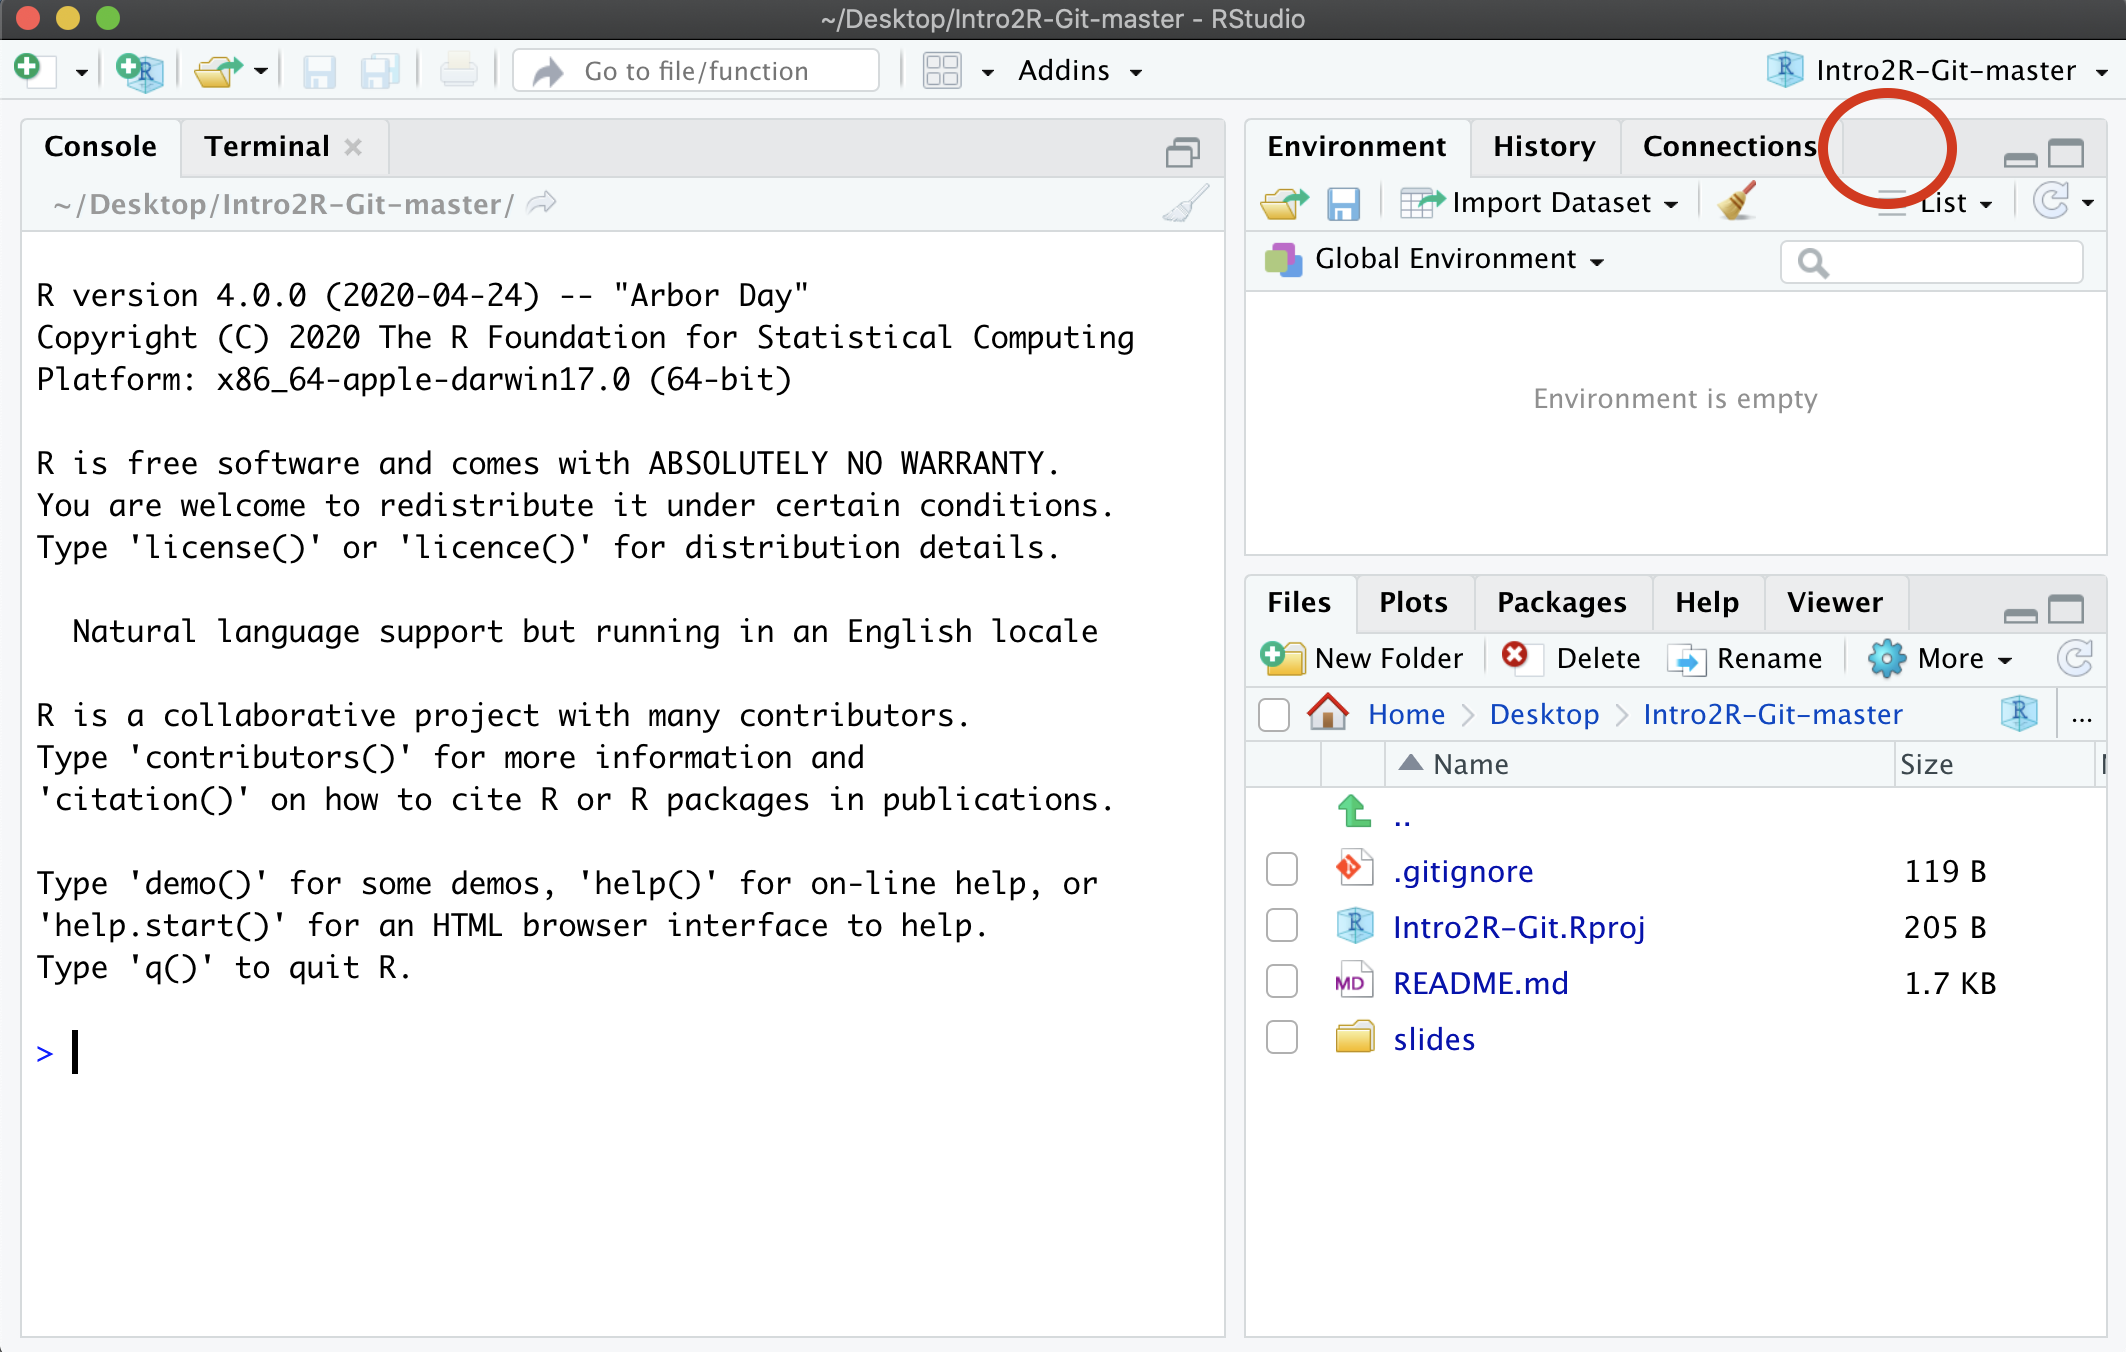 ~/Desktop/Intro2R-Git-master - RStudio
Go to file/function
Addins
Intro2R-Git-master
Console
Terminal
~/Desktop/Intro2R-Git-master/
R version 4.0.0 (2020-04-24) -- "Arbor Day"
Copyright (C) 2020 The R Foundation for Statistical Computing
Platform: x86_64-apple-darwin17.0 (64-bit)
R is free software and comes with ABSOLUTELY NO WARRANTY.
You are welcome to redistribute it under certain conditions.
Type 'license()' or 'licence()' for distribution details.
Natural language support but running in an English locale
R is a collaborative project with many contributors.
Type 'contributors()' for more information and
'citation()' on how to cite R or R packages in publications.
Type 'demo()' for some demos, 'help()' for on-line help, or
'help.start()' for an HTML browser interface to help.
Type 'q()' to quit R.
>
Environment
History
Connections
Import Dataset
List
Global Environment
Environment is empty
Files
Plots
Packages
Help
Viewer
New Folder
Delete
Rename
More
Home
Desktop
Intro2R-Git-master
...
Name
Size
..
.gitignore 119 B
Intro2R-Git.Rproj 205 B
MD README.md 1.7 KB
slides